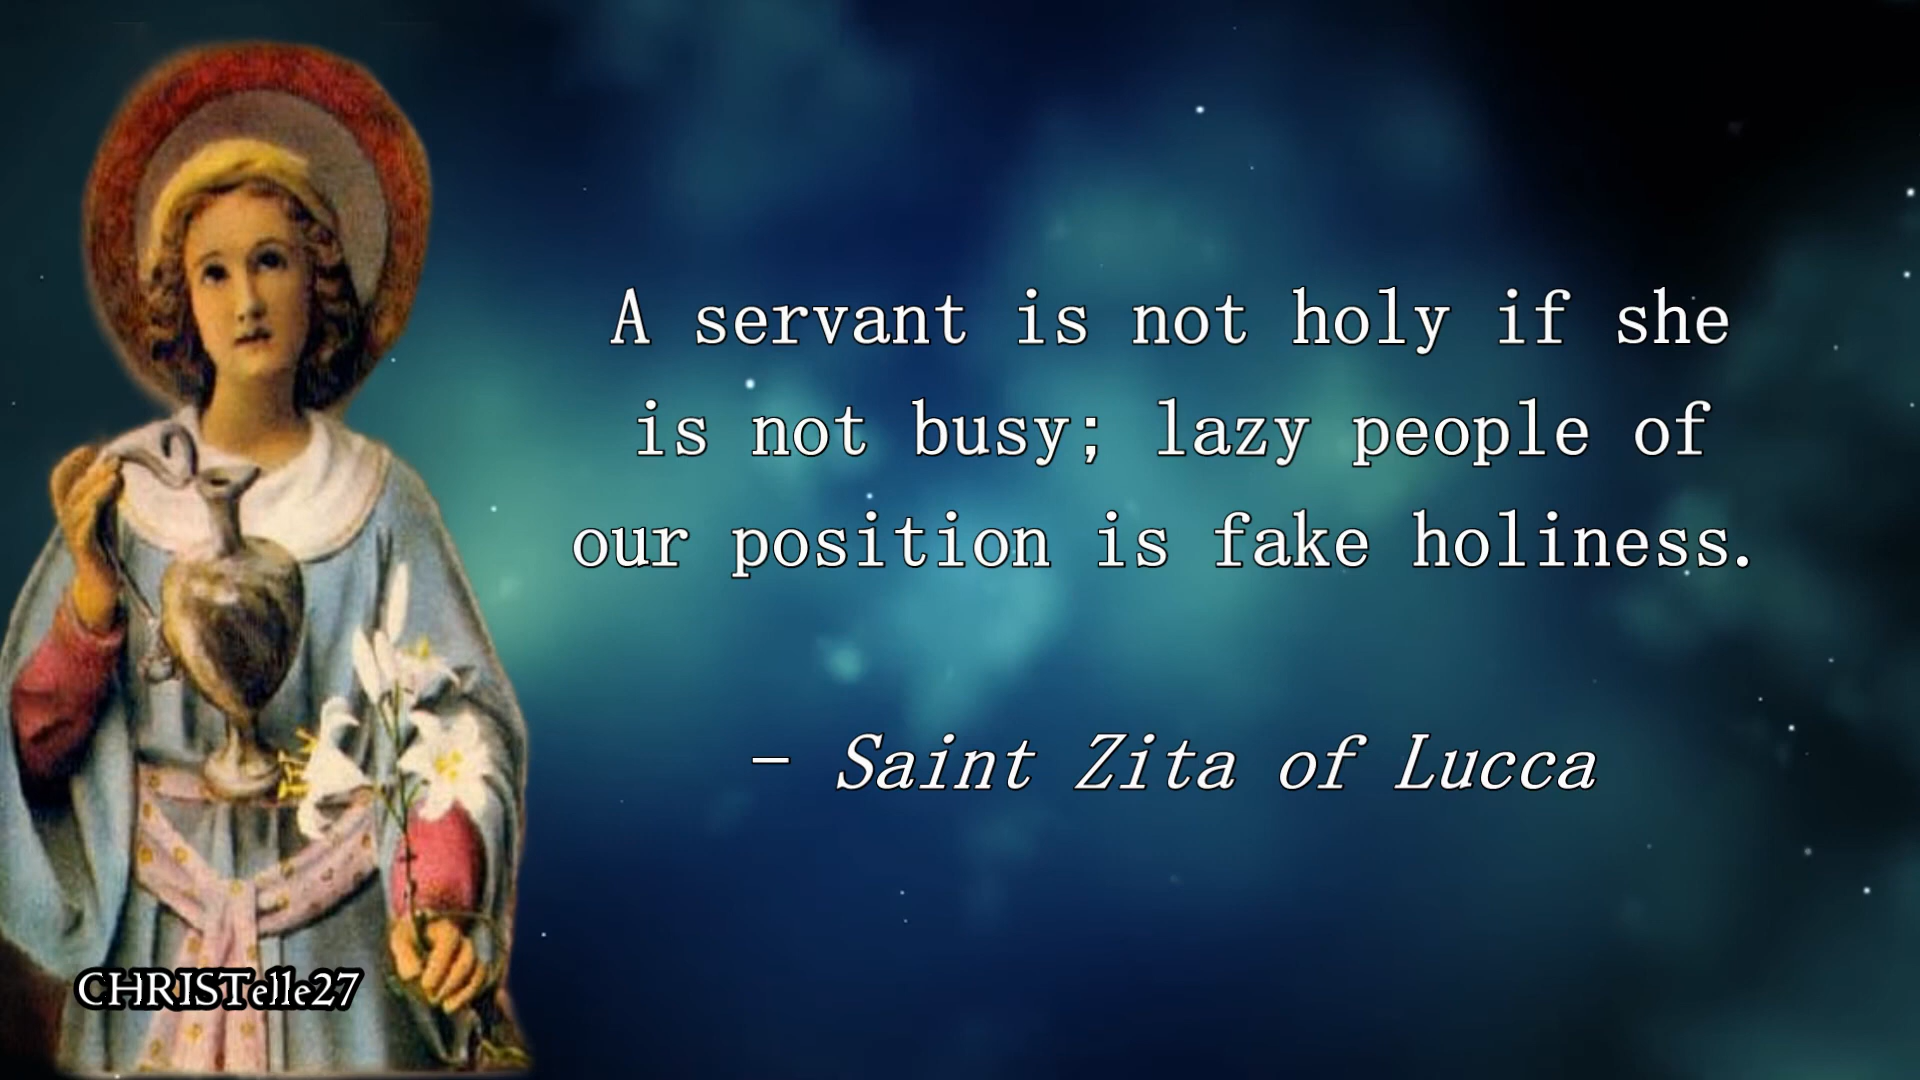 A servant is not holy if she
is not busy; lazy people of
our position is fake holiness.
- Saint Zita of Lucca
CHRISTelle27